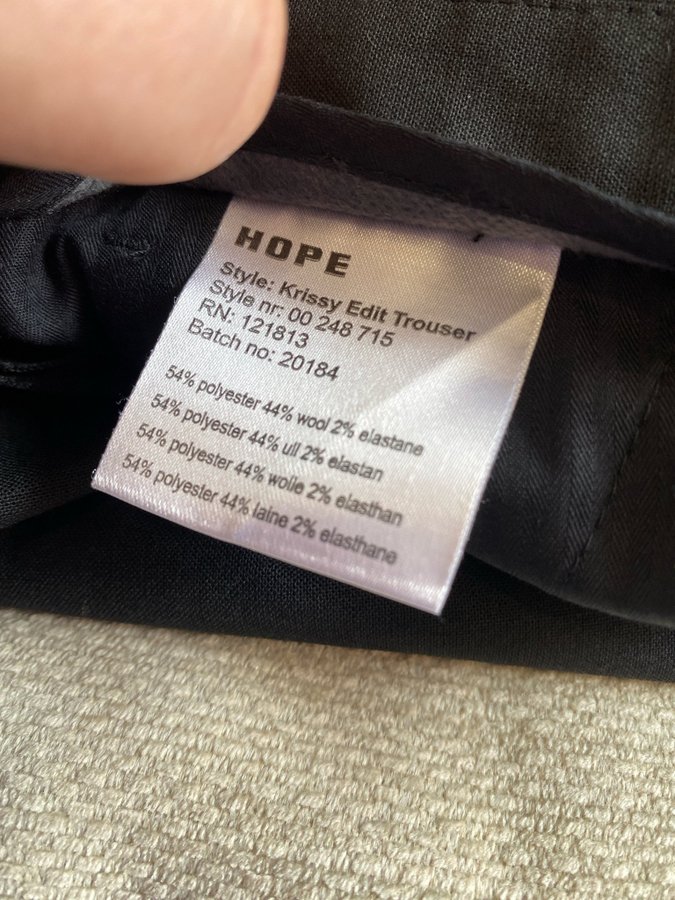 HOPE
Style: Krissy Edit Trouser
Style nr: 00 248 715
RN: 121813
Batch no: 20184
54% polyester 44% wool 2% elastane
54% polyester 44% ull 2% elastan
54% polyester 44% wolle 2% elasthan
54% polyester 44% laine 2% elasthane